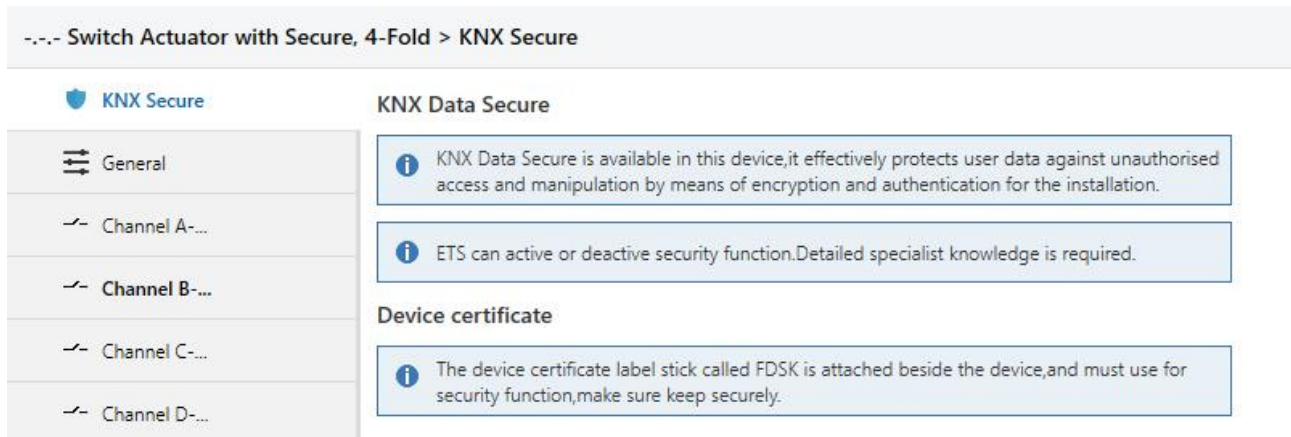 -.-.- Switch Actuator with Secure, 4-Fold > KNX Secure
KNX Secure
General
Channel A-...
Channel B-...
Channel C-...
Channel D-...
KNX Data Secure
KNX Data Secure is available in this device,it effectively protects user data against unauthorised
access and manipulation by means of encryption and authentication for the installation.
ETS can active or deactive security function.Detailed specialist knowledge is required.
Device certificate
The device certificate label stick called FDSK is attached beside the device,and must use for
security function,make sure keep securely.